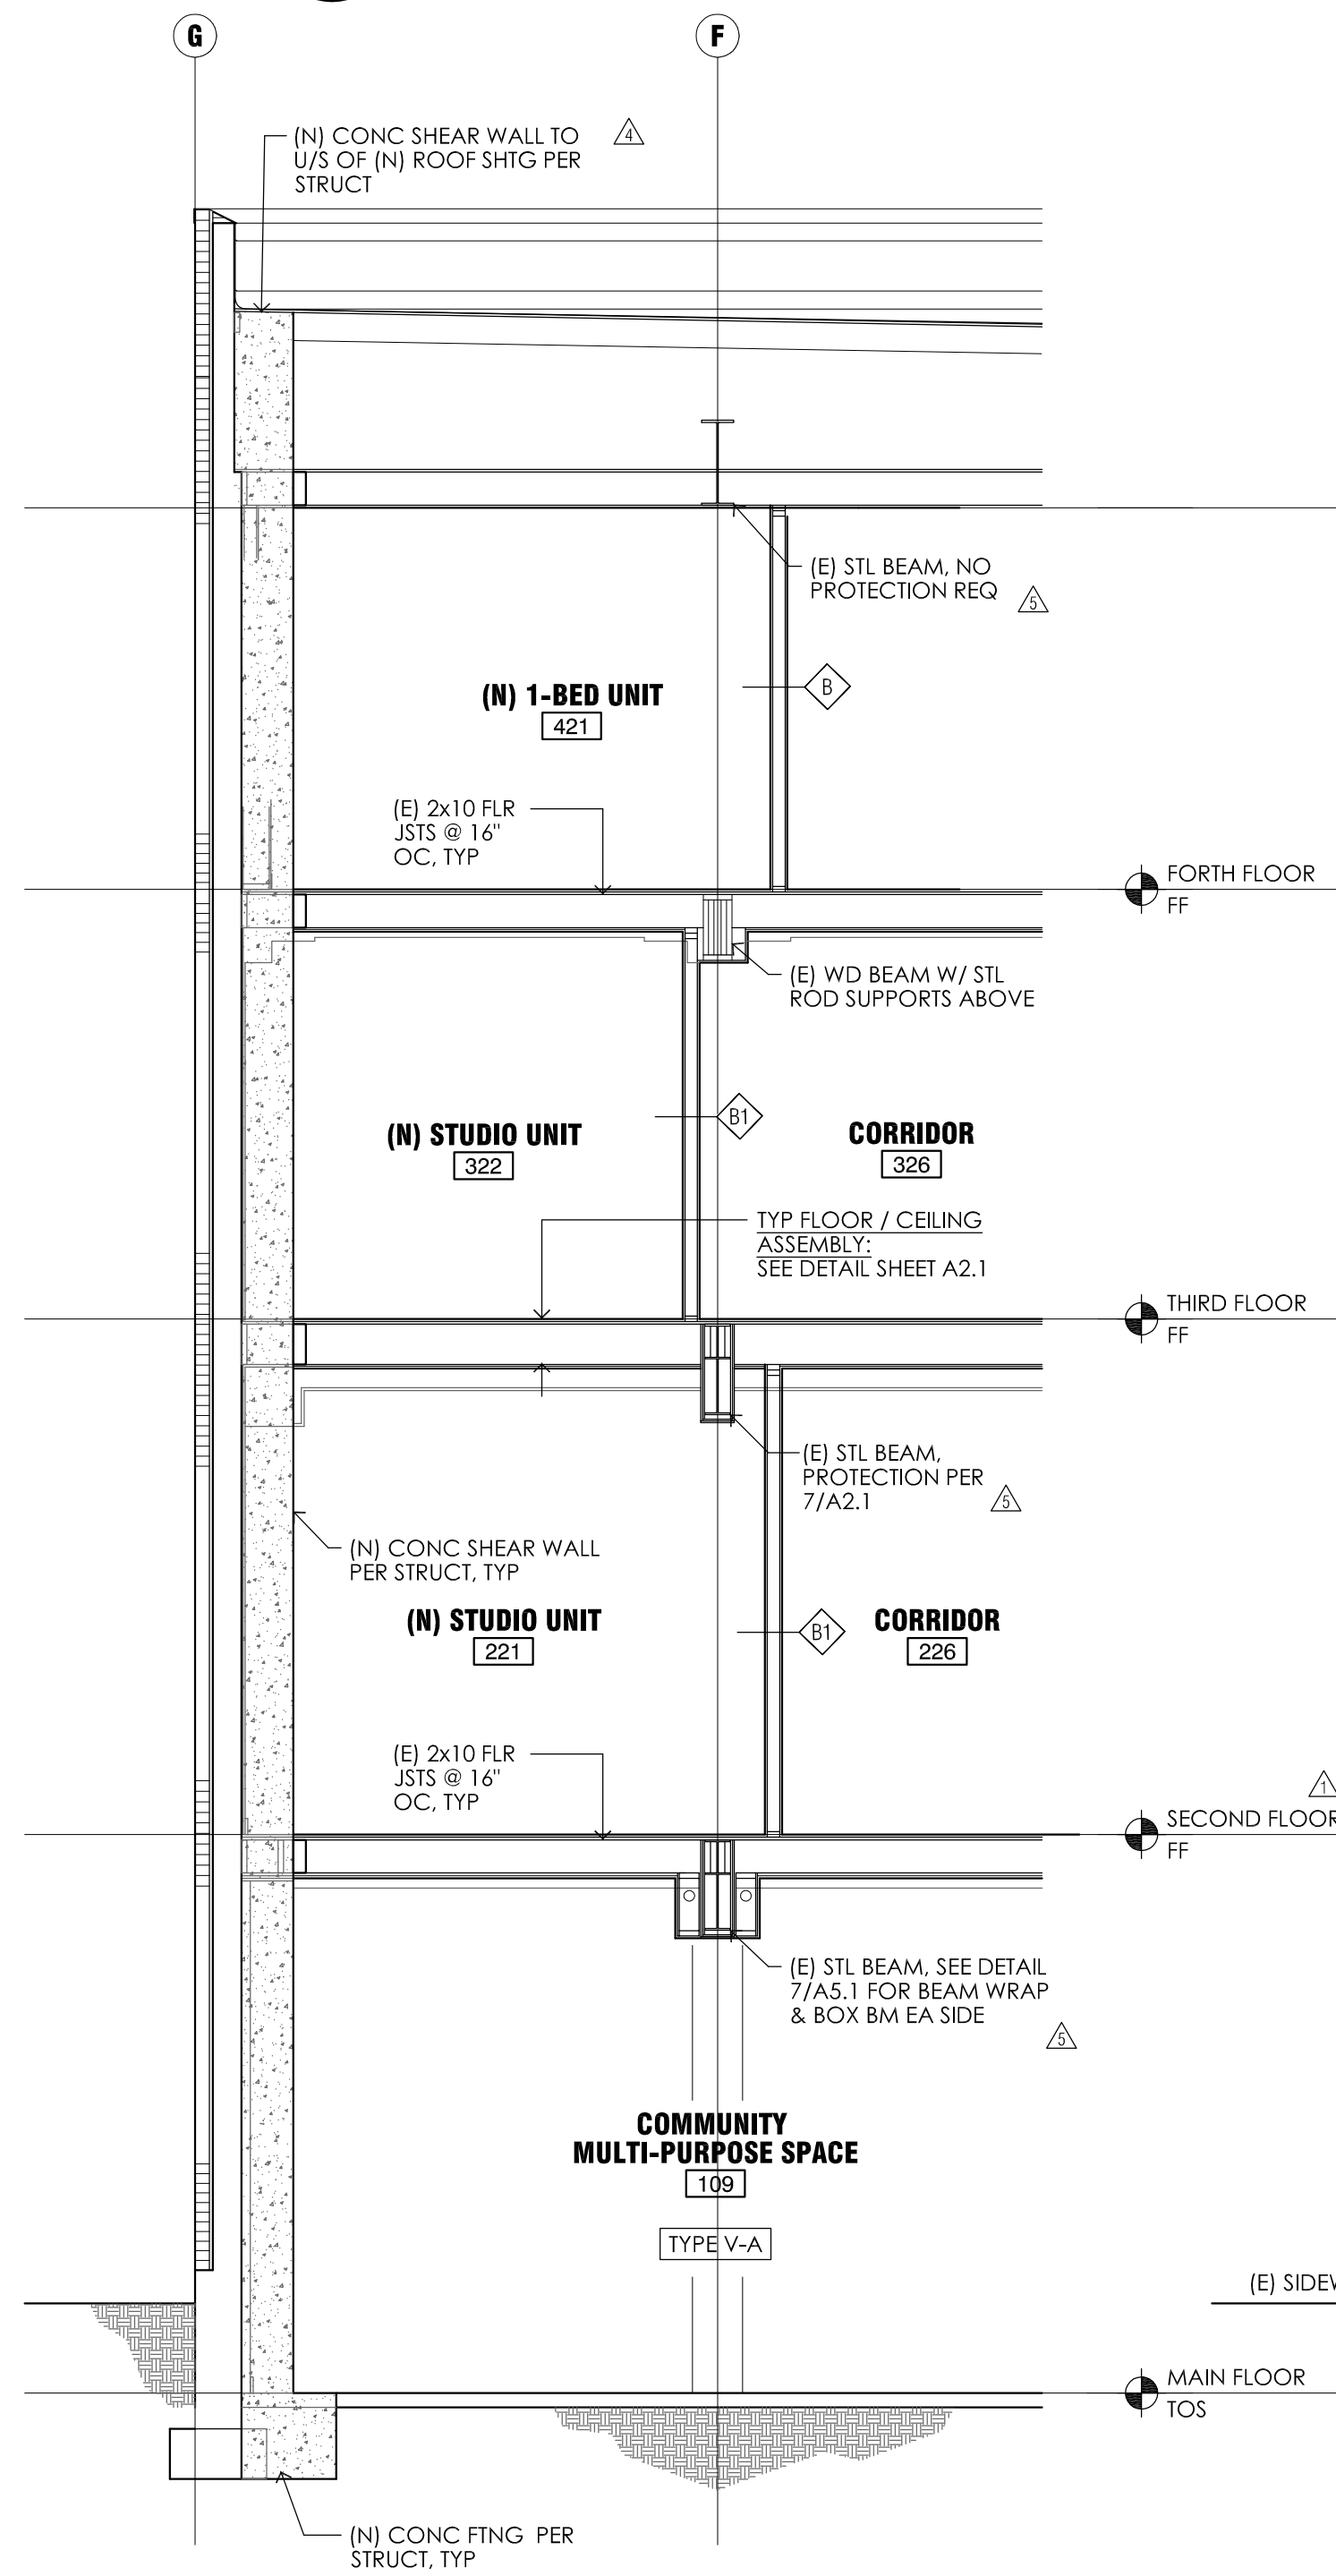 G
F
(N) CONC SHEAR WALL TO
U/S OF (N) ROOF SHTG PER
STRUCT
4
(E) STL BEAM, NO
PROTECTION REQ
5
B
(N) 1-BED UNIT
421
(E) 2x10 FLR
JSTS @ 16"
OC, TYP
FORTH FLOOR
FF
(E) WD BEAM W/ STL
ROD SUPPORTS ABOVE
B1
(N) STUDIO UNIT
322
CORRIDOR
326
TYP FLOOR / CEILING
ASSEMBLY:
SEE DETAIL SHEET A2.1
THIRD FLOOR
FF
(E) STL BEAM,
PROTECTION PER
7/A2.1
5
(N) CONC SHEAR WALL
PER STRUCT, TYP
(N) STUDIO UNIT
221
B1
CORRIDOR
226
(E) 2x10 FLR
JSTS @ 16"
OC, TYP
1
SECOND FLOOR
FF
(E) STL BEAM, SEE DETAIL
7/A5.1 FOR BEAM WRAP
& BOX BM EA SIDE
5
COMMUNITY
MULTI-PURPOSE SPACE
109
TYPE V-A
(E)
MAIN FLOOR
TOS
(N) CONC FTNG PER
STRUCT, TYP